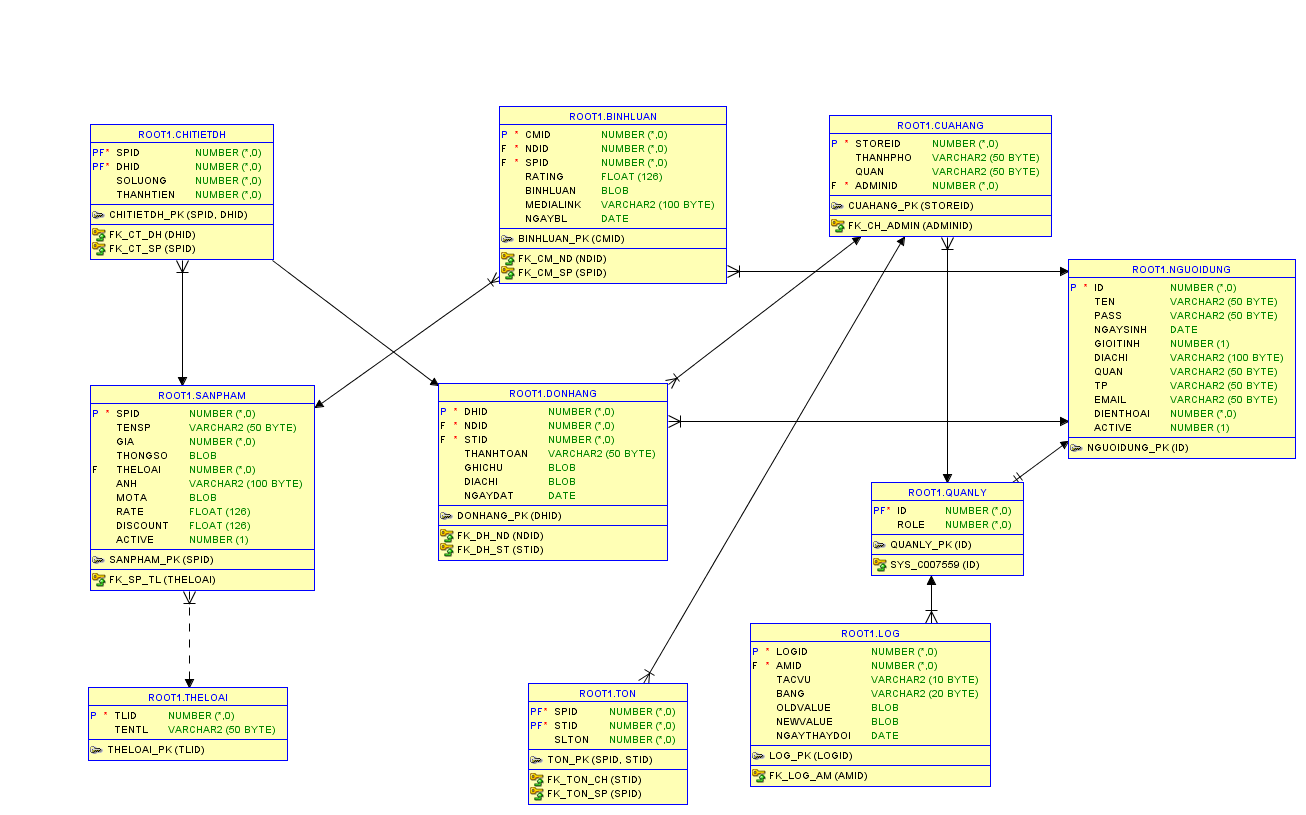 ROOT1.CHITIETDH
PF* SPID NUMBER (*,0)
PF* DHID NUMBER (*,0)
SOLUONG NUMBER (*,0)
THANHTIEN NUMBER (*,0)
CHITIETDH_PK (SPID, DHID)
FK_CT_DH (DHID)
FK_CT_SP (SPID)
ROOT1.BINHLUAN
P * CMID NUMBER (*,0)
F * NDID NUMBER (*,0)
F * SPID NUMBER (*,0)
RATING FLOAT (126)
BINHLUAN BLOB
MEDIALINK VARCHAR2 (100 BYTE)
NGAYBL DATE
BINHLUAN_PK (CMID)
FK_CM_ND (NDID)
FK_CM_SP (SPID)
ROOT1.CUAHANG
P * STOREID NUMBER (*,0)
THANHPHO VARCHAR2 (50 BYTE)
QUAN VARCHAR2 (50 BYTE)
F * ADMINID NUMBER (*,0)
CUAHANG_PK (STOREID)
FK_CH_ADMIN (ADMINID)
ROOT1.NGUOIDUNG
P * ID NUMBER (*,0)
TEN VARCHAR2 (50 BYTE)
PASS VARCHAR2 (50 BYTE)
NGAYSINH DATE
GIOITINH NUMBER (1)
DIACHI VARCHAR2 (100 BYTE)
QUAN VARCHAR2 (50 BYTE)
TP VARCHAR2 (50 BYTE)
EMAIL VARCHAR2 (50 BYTE)
DIENTHOAI NUMBER (*,0)
ACTIVE NUMBER (1)
NGUOIDUNG_PK (ID)
ROOT1.SANPHAM
P * SPID NUMBER (*,0)
TENSP VARCHAR2 (50 BYTE)
GIA NUMBER (*,0)
THONGSO BLOB
F THELOAI NUMBER (*,0)
ANH VARCHAR2 (100 BYTE)
MOTA BLOB
RATE FLOAT (126)
DISCOUNT FLOAT (126)
ACTIVE NUMBER (1)
SANPHAM_PK (SPID)
FK_SP_TL (THELOAI)
ROOT1.DONHANG
P * DHID NUMBER (*,0)
F * NDID NUMBER (*,0)
F * STID NUMBER (*,0)
THANHTOAN VARCHAR2 (50 BYTE)
GHICHU BLOB
DIACHI BLOB
NGAYDAT DATE
DONHANG_PK (DHID)
FK_DH_ND (NDID)
FK_DH_ST (STID)
ROOT1.QUANLY
PF* ID NUMBER (*,0)
ROLE NUMBER (*,0)
QUANLY_PK (ID)
SYS_C007559 (ID)
ROOT1.THELOAI
P * TLID NUMBER (*,0)
TENTL VARCHAR2 (50 BYTE)
THELOAI_PK (TLID)
ROOT1.TON
PF* SPID NUMBER (*,0)
PF* STID NUMBER (*,0)
SLTON NUMBER (*,0)
TON_PK (SPID, STID)
FK_TON_CH (STID)
FK_TON_SP (SPID)
ROOT1.LOG
P * LOGID NUMBER (*,0)
F * AMID NUMBER (*,0)
TACVU VARCHAR2 (10 BYTE)
BANG VARCHAR2 (20 BYTE)
OLDVALUE BLOB
NEWVALUE BLOB
NGAYTHAYDOI DATE
LOG_PK (LOGID)
FK_LOG_AM (AMID)